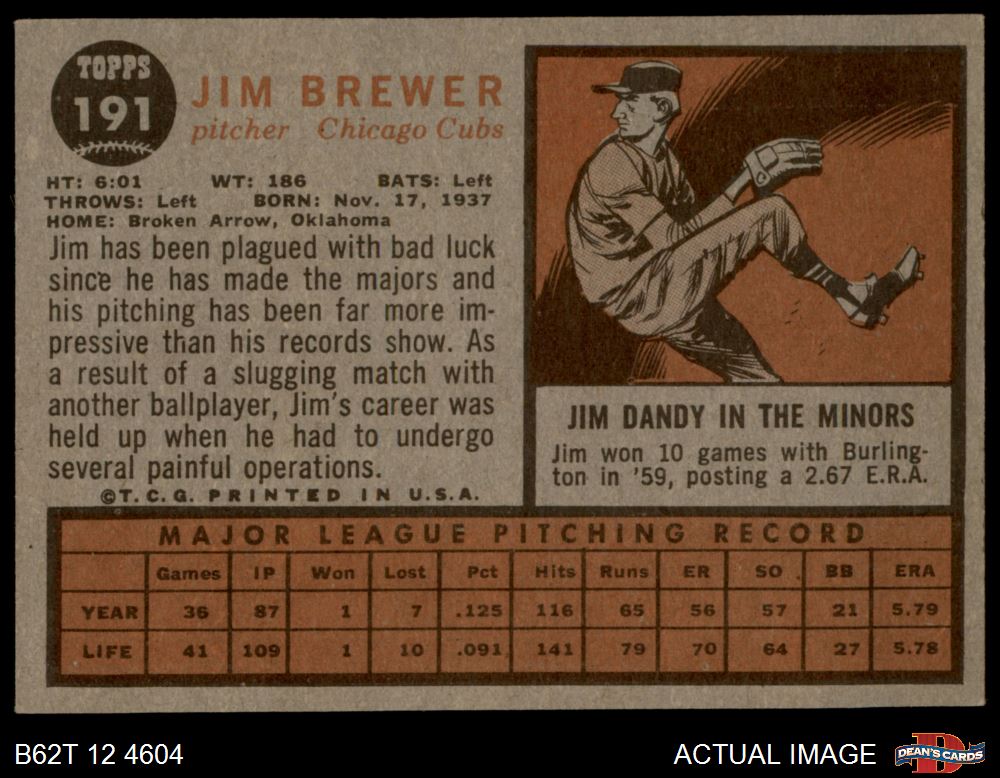 TOPPS
191
JIM BREWER
pitcher Chicago Cubs
HT: 6:01 WT: 186 BATS: Left
THROWS: Left BORN: Nov. 17, 1937
HOME: Broken Arrow, Oklahoma
Jim has been plagued with bad luck
since he has made the majors and
his pitching has been far more im-
pressive than his records show. As
a result of a slugging match with
another ballplayer, Jim's career was
held up when he had to undergo
several painful operations.
©T.C.G. PRINTED IN U.S.A.
JIM DANDY IN THE MINORS
Jim won 10 games with Burling-
ton in '59, posting a 2.67 E.R.A.
MAJOR LEAGUE PITCHING RECORD
Games IP Won Lost Pct Hits Runs ER SO BB ERA
YEAR 36 87 1 7 .125 116 65 56 57 21 5.79
LIFE 41 109 1 10 .091 141 79 70 64 27 5.78
B62T 12 4604
ACTUAL IMAGE
D
DEAN'S CARDS